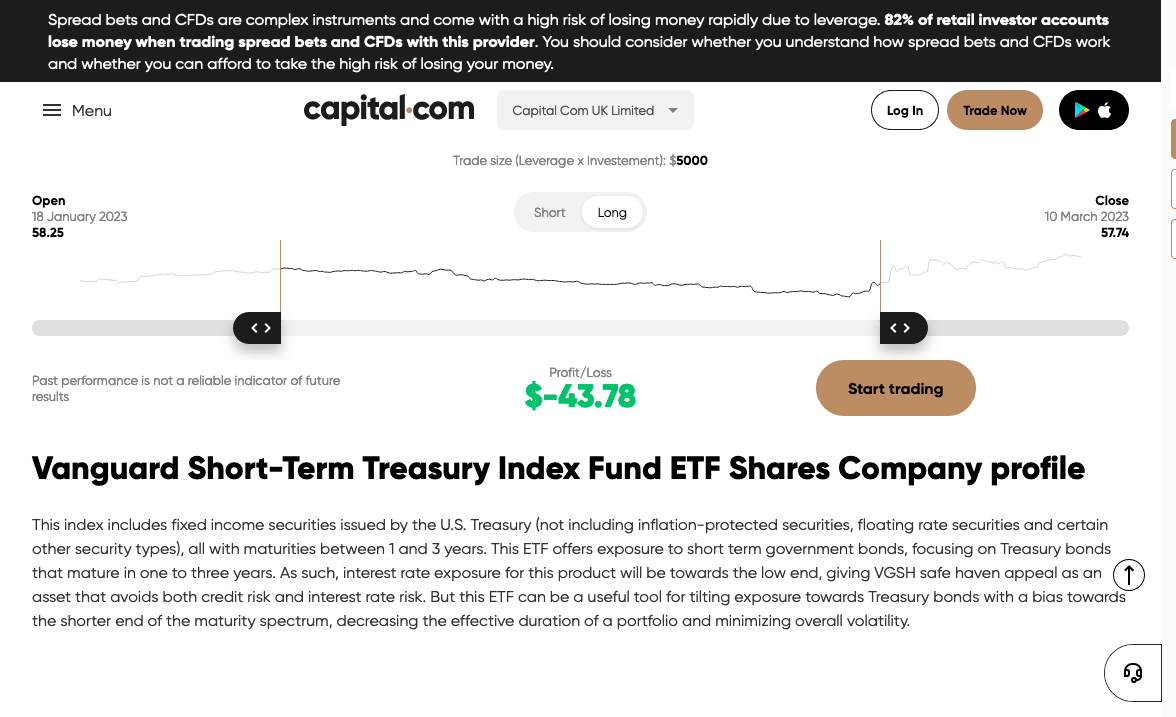 Spread bets and CFDs are complex instruments and come with a high risk of losing money rapidly due to leverage. 82% of retail investor accounts
lose money when trading spread bets and CFDs with this provider. You should consider whether you understand how spread bets and CFDs work
and whether you can afford to take the high risk of losing your money.
Menu
capital.com
Capital Com UK Limited
Log In
Trade Now
Trade size (Leverage x Investement): $5000
Open
18 January 2023
58.25
Short
Long
Close
10 March 2023
57.74
Past performance is not a reliable indicator of future
results
Profit/Loss
$-43.78
Start trading
Vanguard Short-Term Treasury Index Fund ETF Shares Company profile
This index includes fixed income securities issued by the U.S. Treasury (not including inflation-protected securities, floating rate securities and certain
other security types), all with maturities between 1 and 3 years. This ETF offers exposure to short term government bonds, focusing on Treasury bonds
that mature in one to three years. As such, interest rate exposure for this product will be towards the low end, giving VGSH safe haven appeal as an
asset that avoids both credit risk and interest rate risk. But this ETF can be a useful tool for tilting exposure towards Treasury bonds with a bias towards
the shorter end of the maturity spectrum, decreasing the effective duration of a portfolio and minimizing overall volatility.